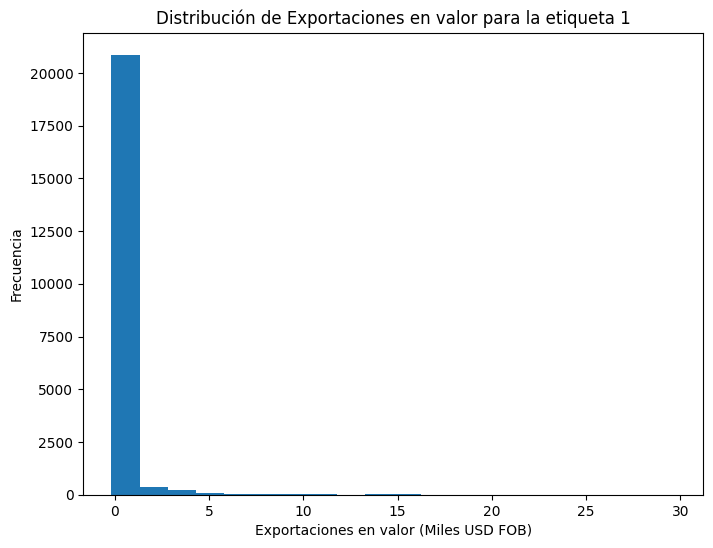 Distribución de Exportaciones en valor para la etiqueta 1
Frecuencia
20000
17500
15000
12500
10000
7500
5000
2500
0
0 5 10 15 20 25 30
Exportaciones en valor (Miles USD FOB)